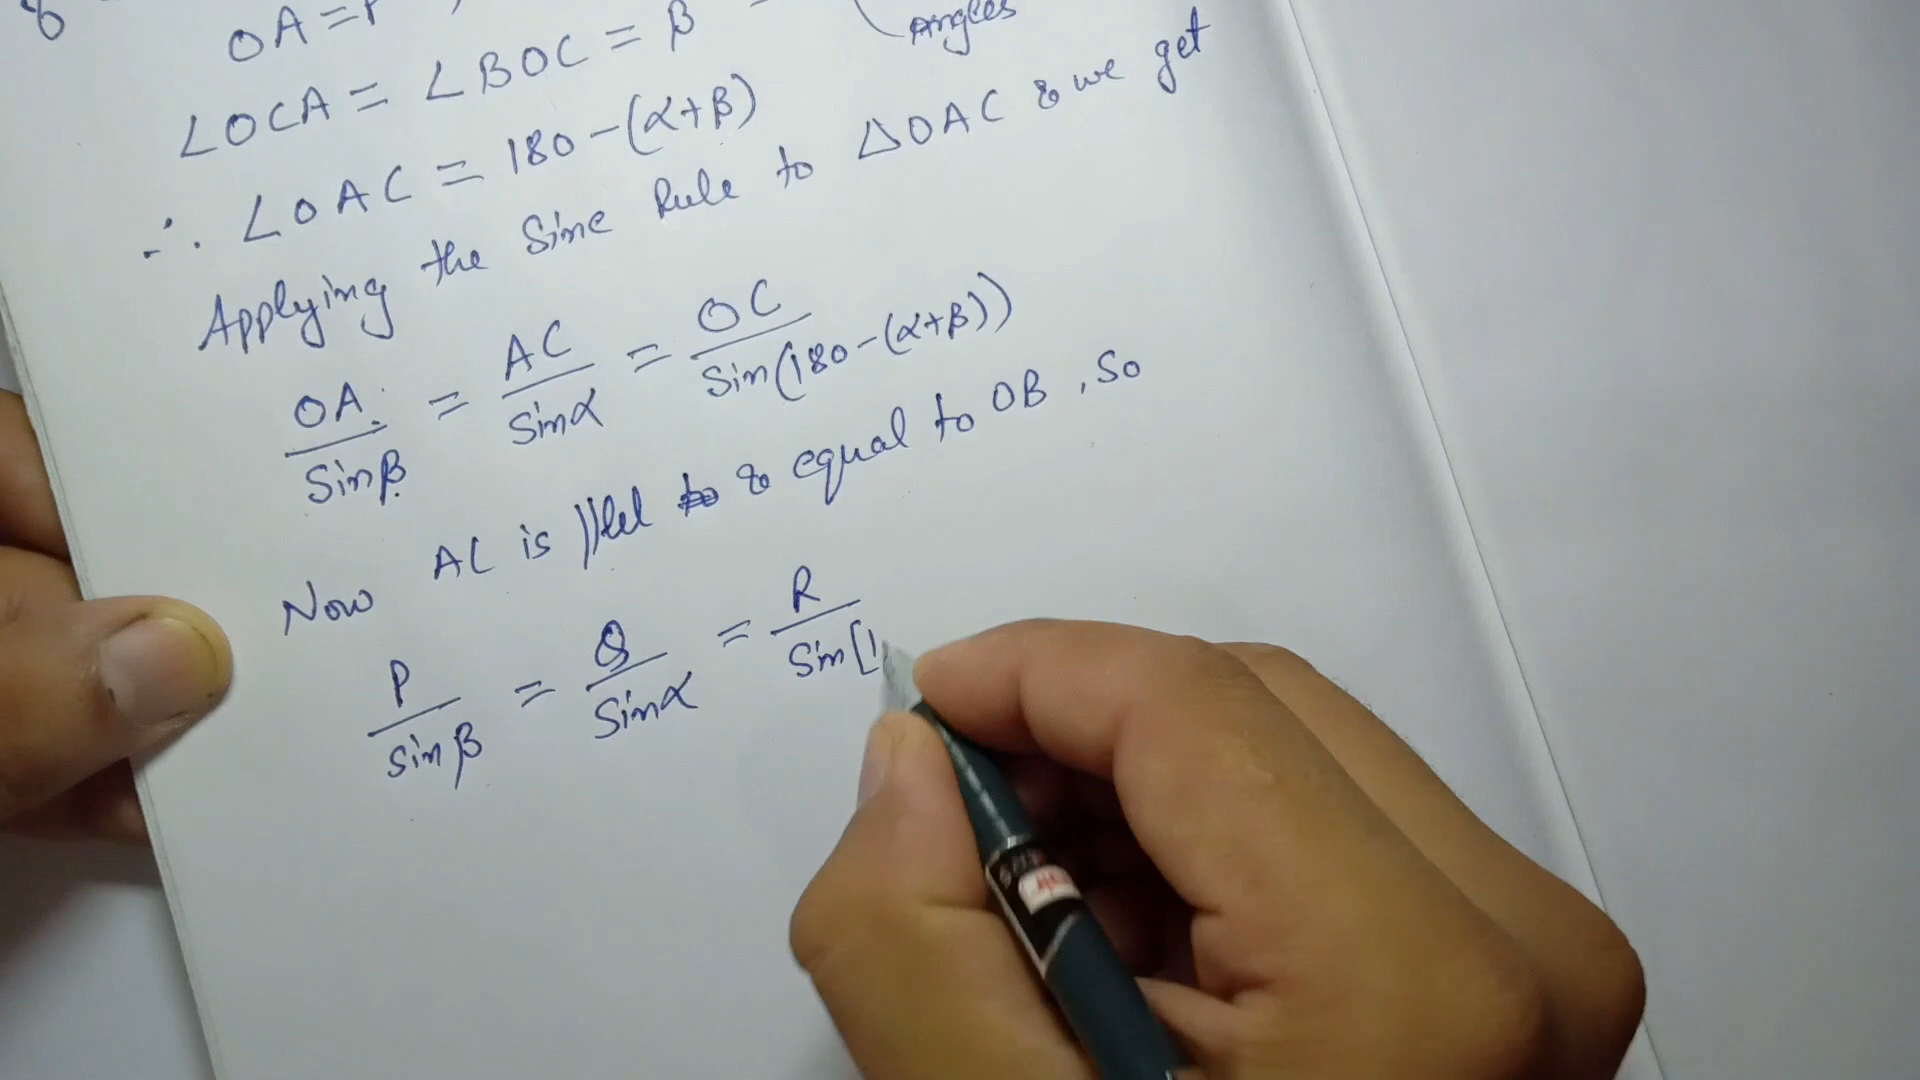 OA = P
Angles
∠OCA = ∠BOC = β
∴ ∠OAC = 180 - (α+β)
Applying the Sine Rule to △OAC & we get
OA/Sinβ = AC/Sinα = OC/Sin(180-(α+β))
Now AC is ||lel & equal to OB, So
P/Sinβ = Q/Sinα = R/Sin[1